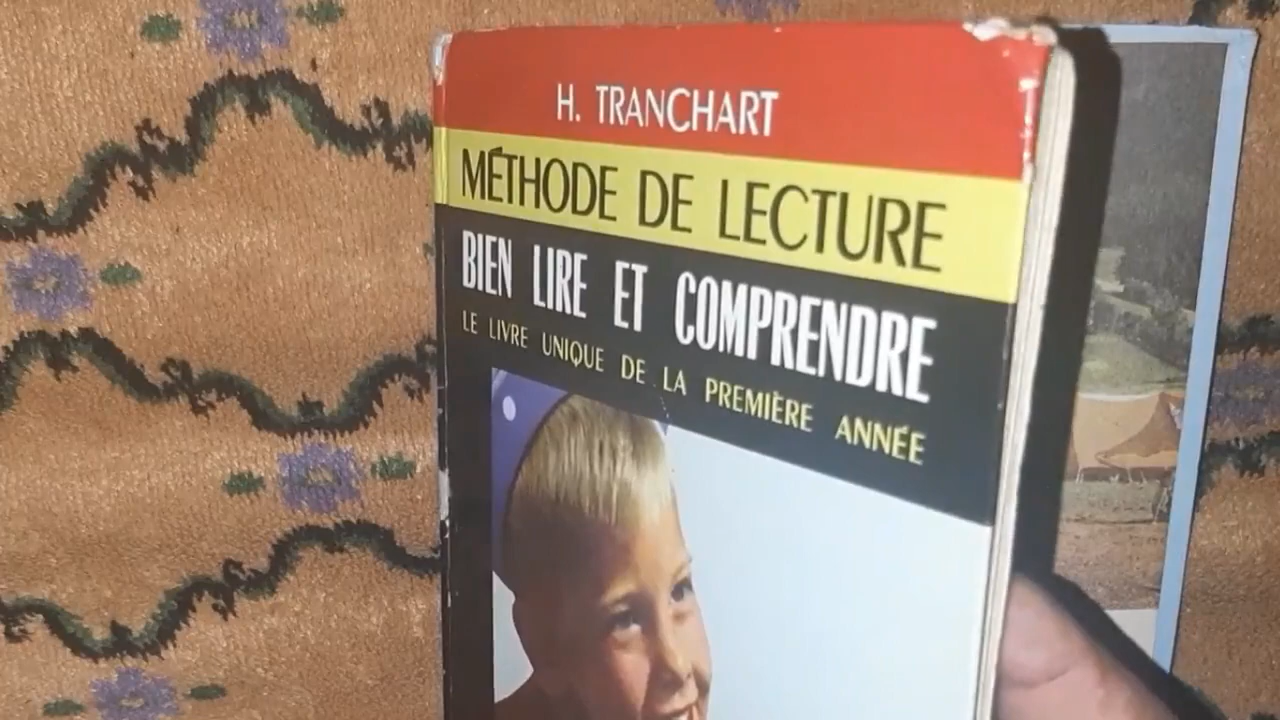 H. TRANCHART
MÉTHODE DE LECTURE
BIEN LIRE ET COMPRENDRE
LE LIVRE UNIQUE DE LA PREMIÈRE ANNÉE